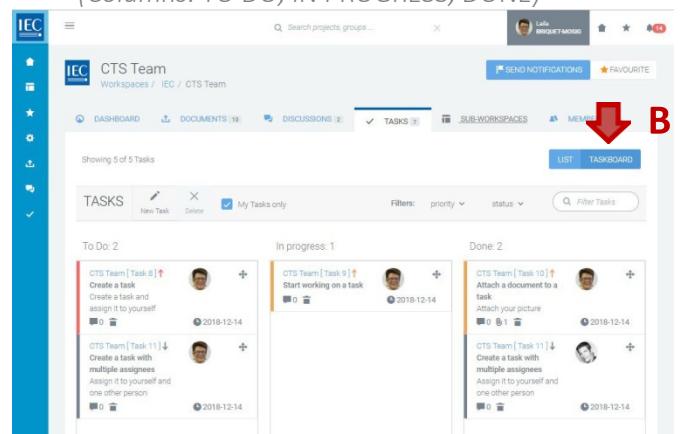 (Columns: TO DO, IN PROGRESS, DONE)
IEC
Search projects, groups ...
Laila
BRIQUET-MOSIG
14
IEC
CTS Team
Workspaces / IEC / CTS Team
SEND NOTIFICATIONS
FAVOURITE
DASHBOARD
DOCUMENTS 10
DISCUSSIONS 2
TASKS 7
SUB-WORKSPACES
B
Showing 5 of 5 Tasks
LIST
TASKBOARD
TASKS
New Task
Delete
My Tasks only
Filters:
priority
status
Filter Tasks
To Do: 2
In progress: 1
Done: 2
CTS Team [ Task 8 ]
Create a task
Create a task and
assign it to yourself
0
2018-12-14
CTS Team [ Task 11 ]
Create a task with
multiple assignees
Assign it to yourself and
one other person
0
2018-12-14
CTS Team [ Task 9 ]
Start working on a task
0
2018-12-14
CTS Team [ Task 10 ]
Attach a document to a
task
Attach your picture
0 1
2018-12-14
CTS Team [ Task 11 ]
Create a task with
multiple assignees
Assign it to yourself and
one other person
0
2018-12-14